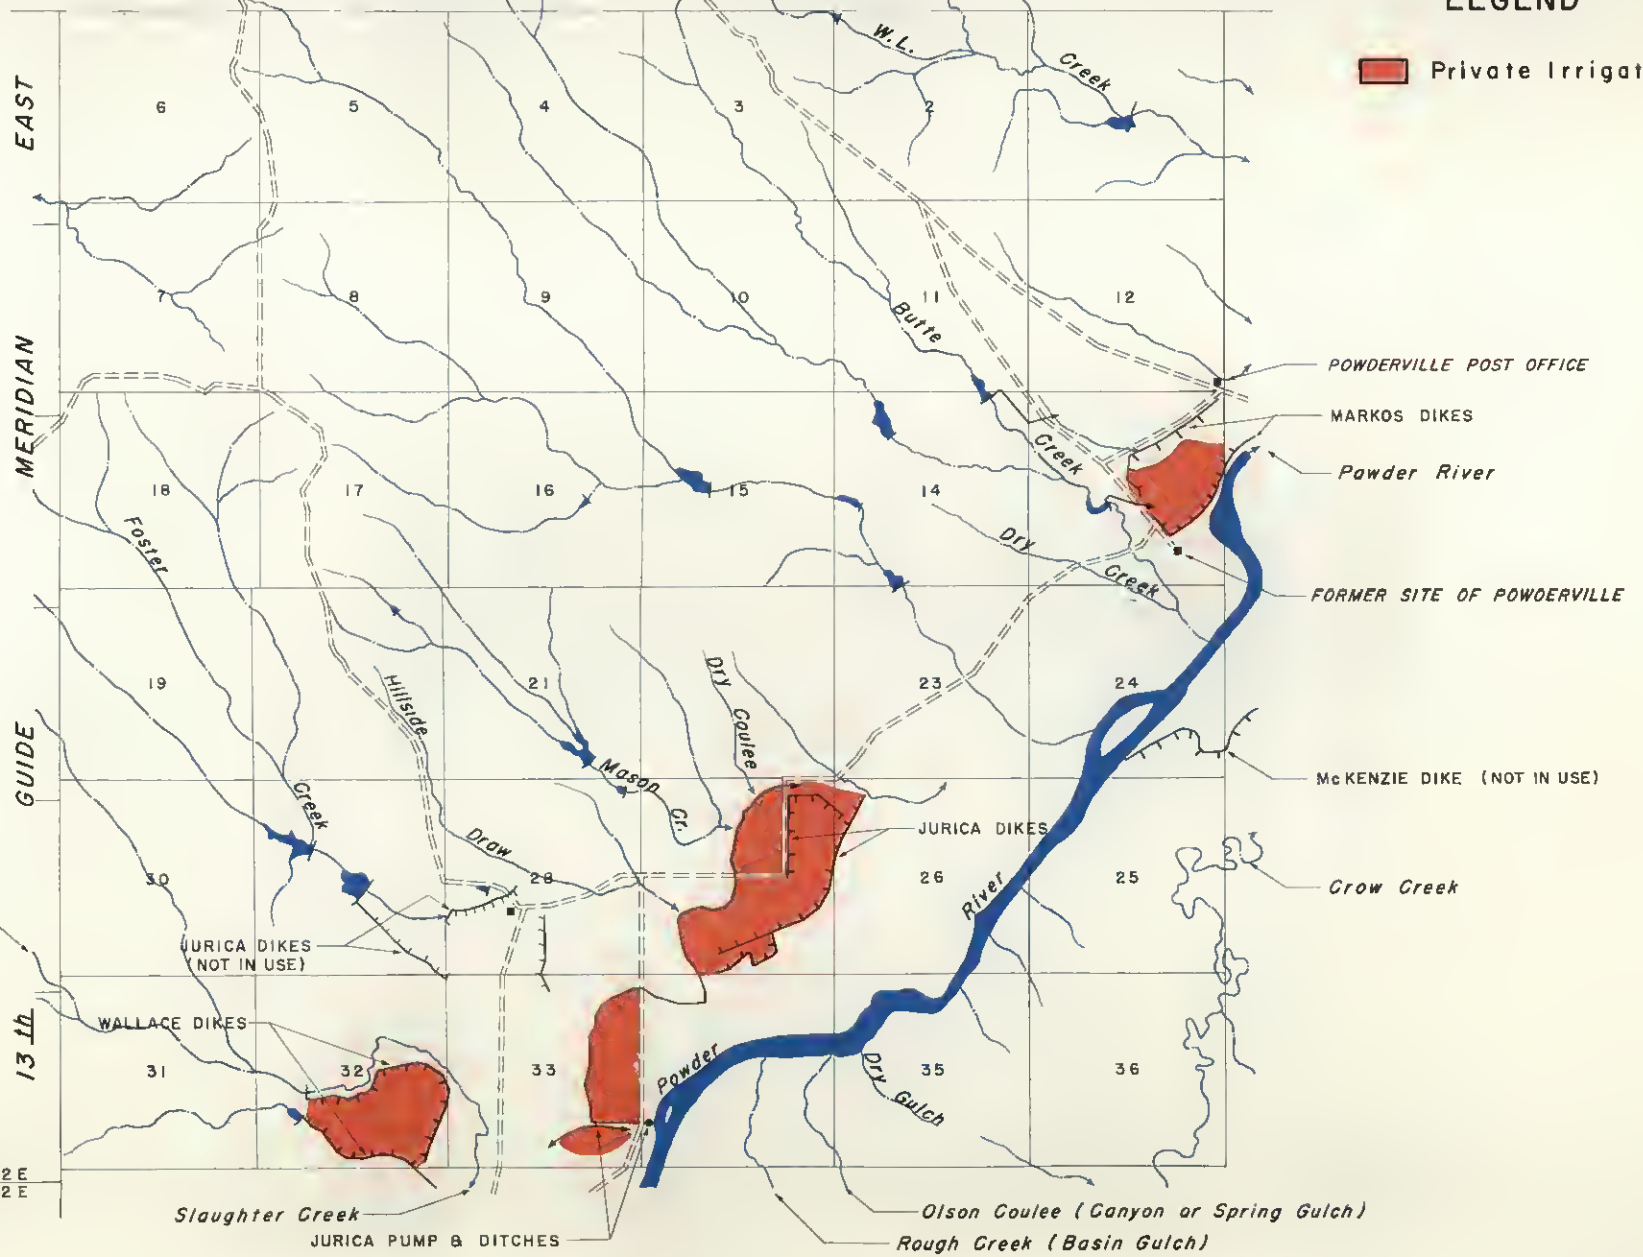 LEGEND
Private Irrigat
EAST
MERIDIAN
GUIDE
13 th
W.L.
Creek
6
5
4
3
2
7
8
9
10
11
12
Butte
Creek
POWDERVILLE POST OFFICE
MARKOS DIKES
Powder River
18
17
16
15
14
Foster
Creek
Dry
Creek
FORMER SITE OF POWDERVILLE
19
21
23
24
Hillside
Draw
Mason
Cr.
Dry
Coulee
McKENZIE DIKE (NOT IN USE)
JURICA DIKES
30
28
26
25
River
Crow Creek
JURICA DIKES
(NOT IN USE)
WALLACE DIKES
31
32
33
Powder
35
36
Dry
Gulch
2 E
2 E
Slaughter Creek
JURICA PUMP & DITCHES
Olson Coulee (Canyon or Spring Gulch)
Rough Creek (Basin Gulch)